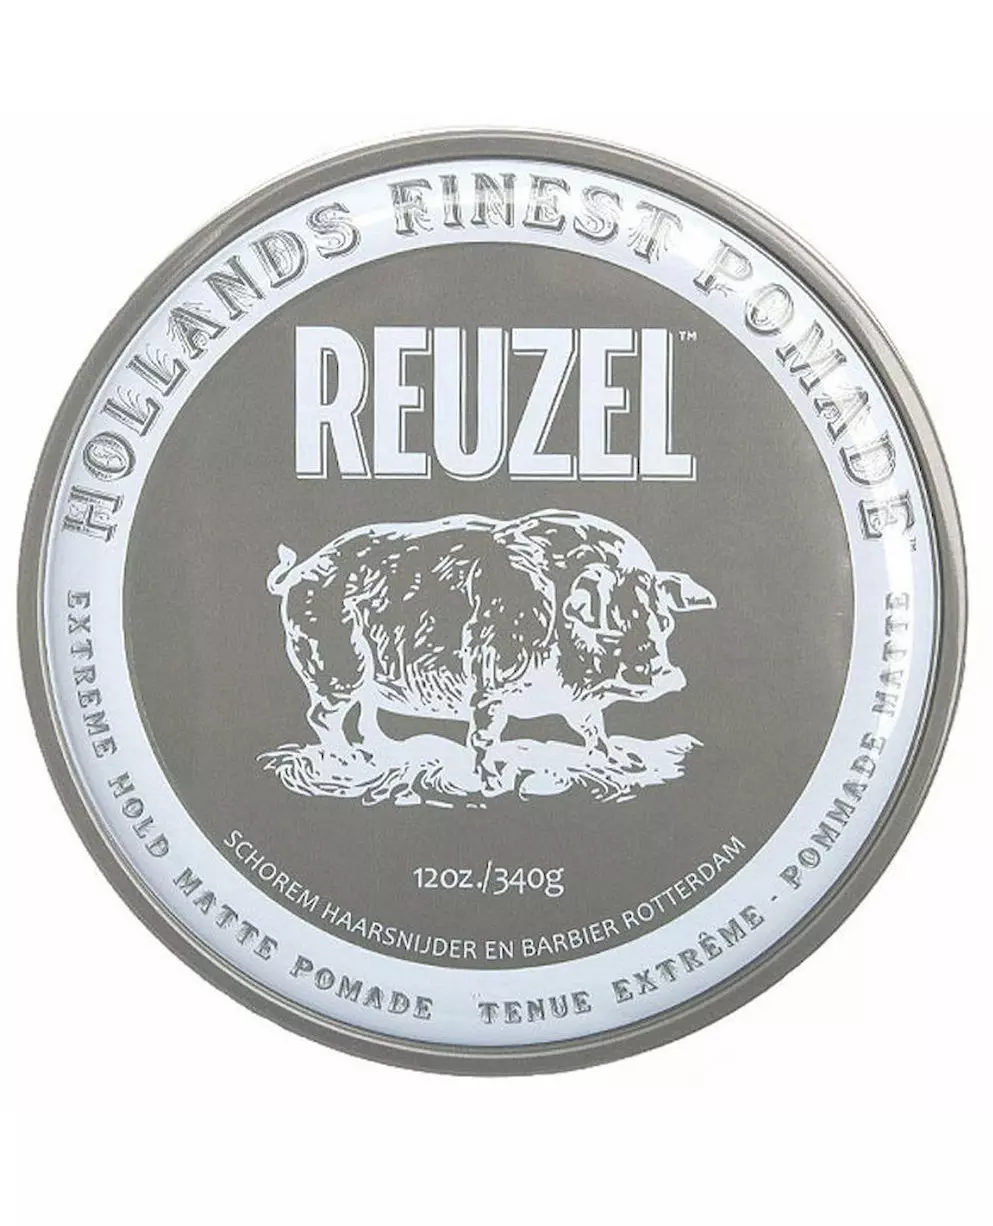 HOLLANDS FINEST POMADE™
REUZEL™
12oz./340g
SCHOREM HAARSNIJDER EN BARBIER ROTTERDAM
EXTREME HOLD MATTE POMADE
TENUE EXTRÊME - POMMADE MATTE